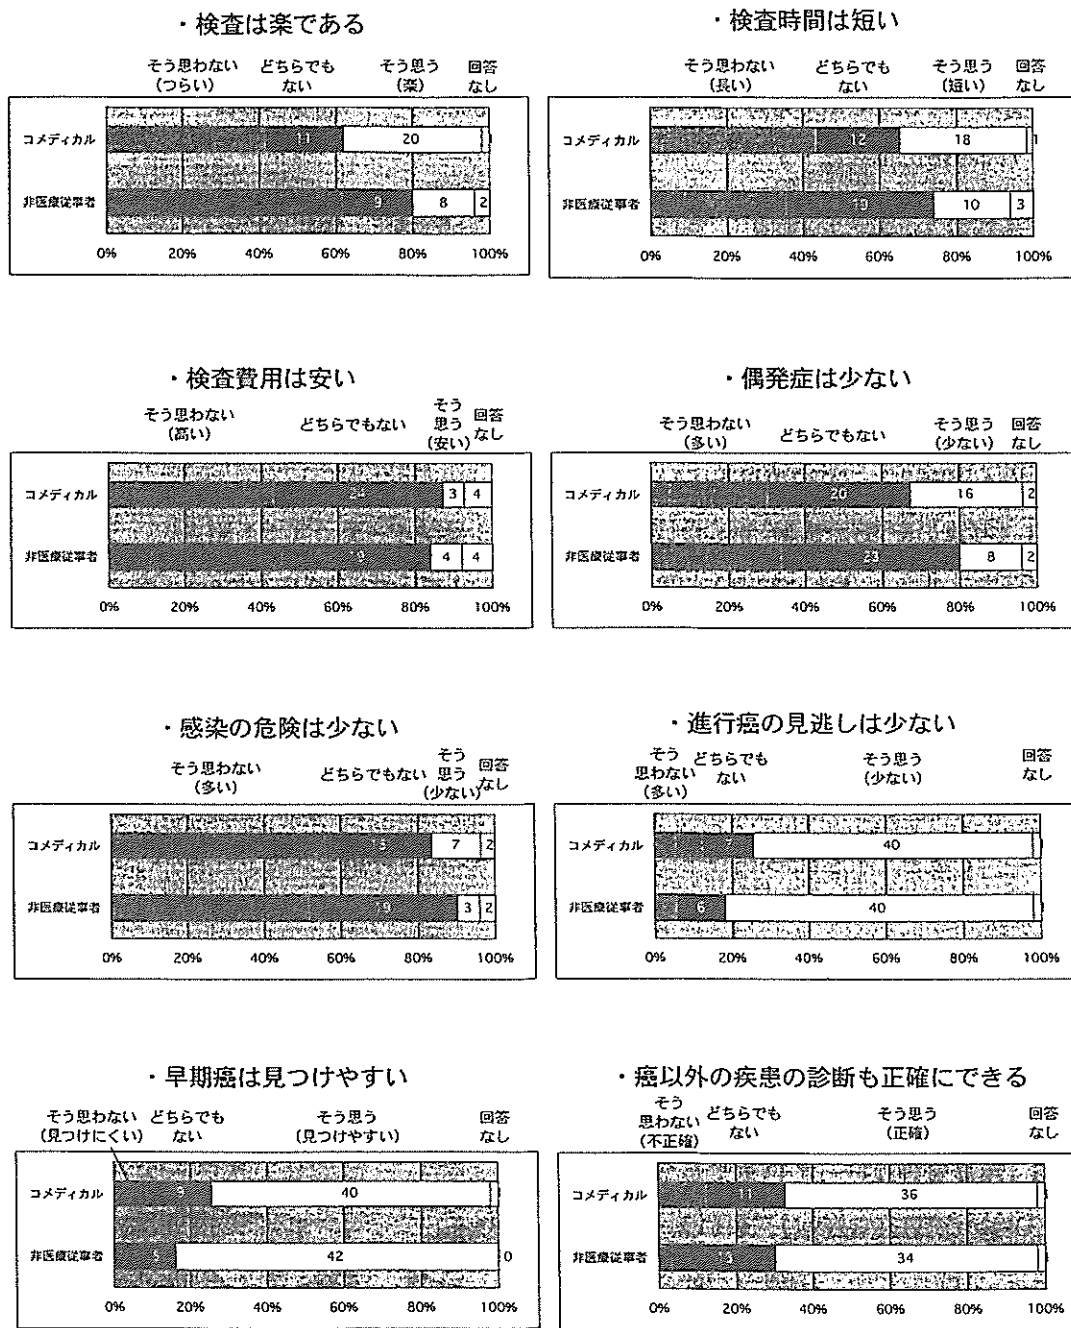 ・検査は楽である
そう思わない どちらでも そう思う 回答
(つらい) ない (楽) なし
コメディカル 11 20 1
非医療従事者 9 8 2
0% 20% 40% 60% 80% 100%
・検査時間は短い
そう思わない どちらでも そう思う 回答
(長い) ない (短い) なし
コメディカル 12 18 1
非医療従事者 10 3
0% 20% 40% 60% 80% 100%
・検査費用は安い
そう思わない どちらでもない そう 回答
(高い) 思う なし
(安い)
コメディカル 3 4
非医療従事者 4 4
0% 20% 40% 60% 80% 100%
・偶発症は少ない
そう思わない どちらでもない そう思う 回答
(多い) (少ない) なし
コメディカル 20 16 2
非医療従事者 23 8 2
0% 20% 40% 60% 80% 100%
・感染の危険は少ない
そう思わない どちらでもない そう 回答
(多い) 思う なし
(少ない)
コメディカル 7 2
非医療従事者 19 3 2
0% 20% 40% 60% 80% 100%
・進行癌の見逃しは少ない
そう どちらでも そう思う 回答
思わない ない (少ない) なし
(多い)
コメディカル 7 40
非医療従事者 6 40
0% 20% 40% 60% 80% 100%
・早期癌は見つけやすい
そう思わない どちらでも そう思う 回答
(見つけにくい) ない (見つけやすい) なし
コメディカル 40
非医療従事者 42 0
0% 20% 40% 60% 80% 100%
・癌以外の疾患の診断も正確にできる
そう どちらでも そう思う 回答
思わない ない (正確) なし
(不正確)
コメディカル 11 36
非医療従事者 34
0% 20% 40% 60% 80% 100%